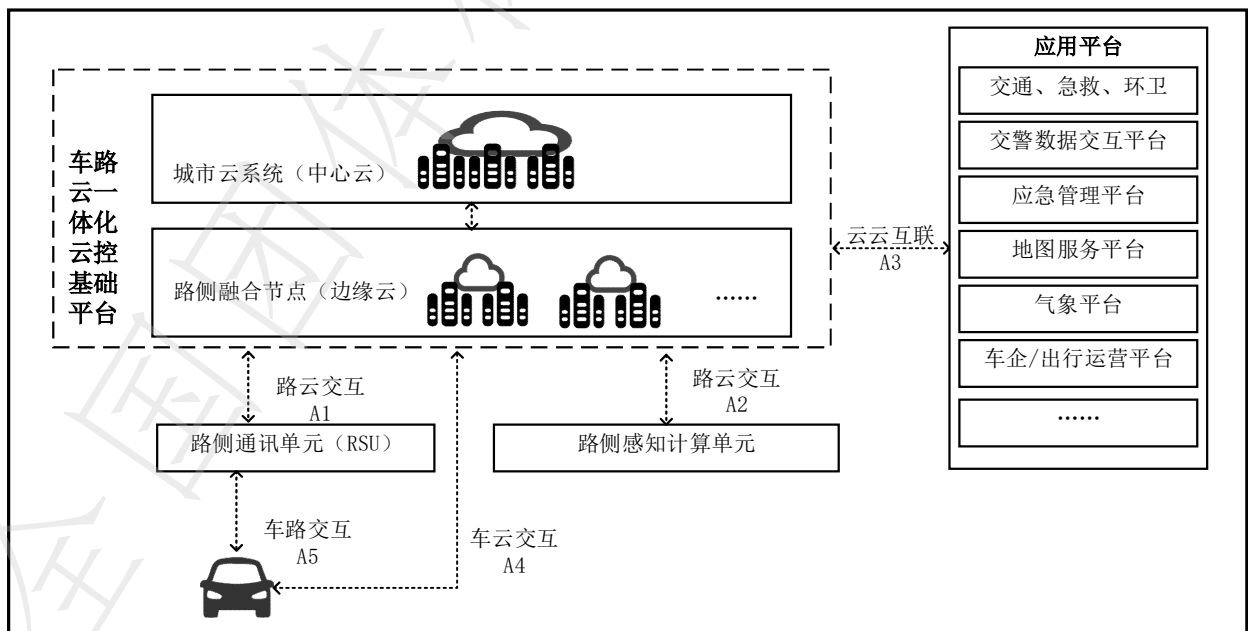 应用平台
交通、急救、环卫
交警数据交互平台
应急管理平台
地图服务平台
气象平台
车企/出行运营平台
......
车路
云一
体化
云控
基础
平台
城市云系统（中心云）
路侧融合节点（边缘云）
......
云云互联
A3
路云交互
A1
路云交互
A2
路侧通讯单元（RSU）
路侧感知计算单元
车路交互
A5
车云交互
A4
全国团体